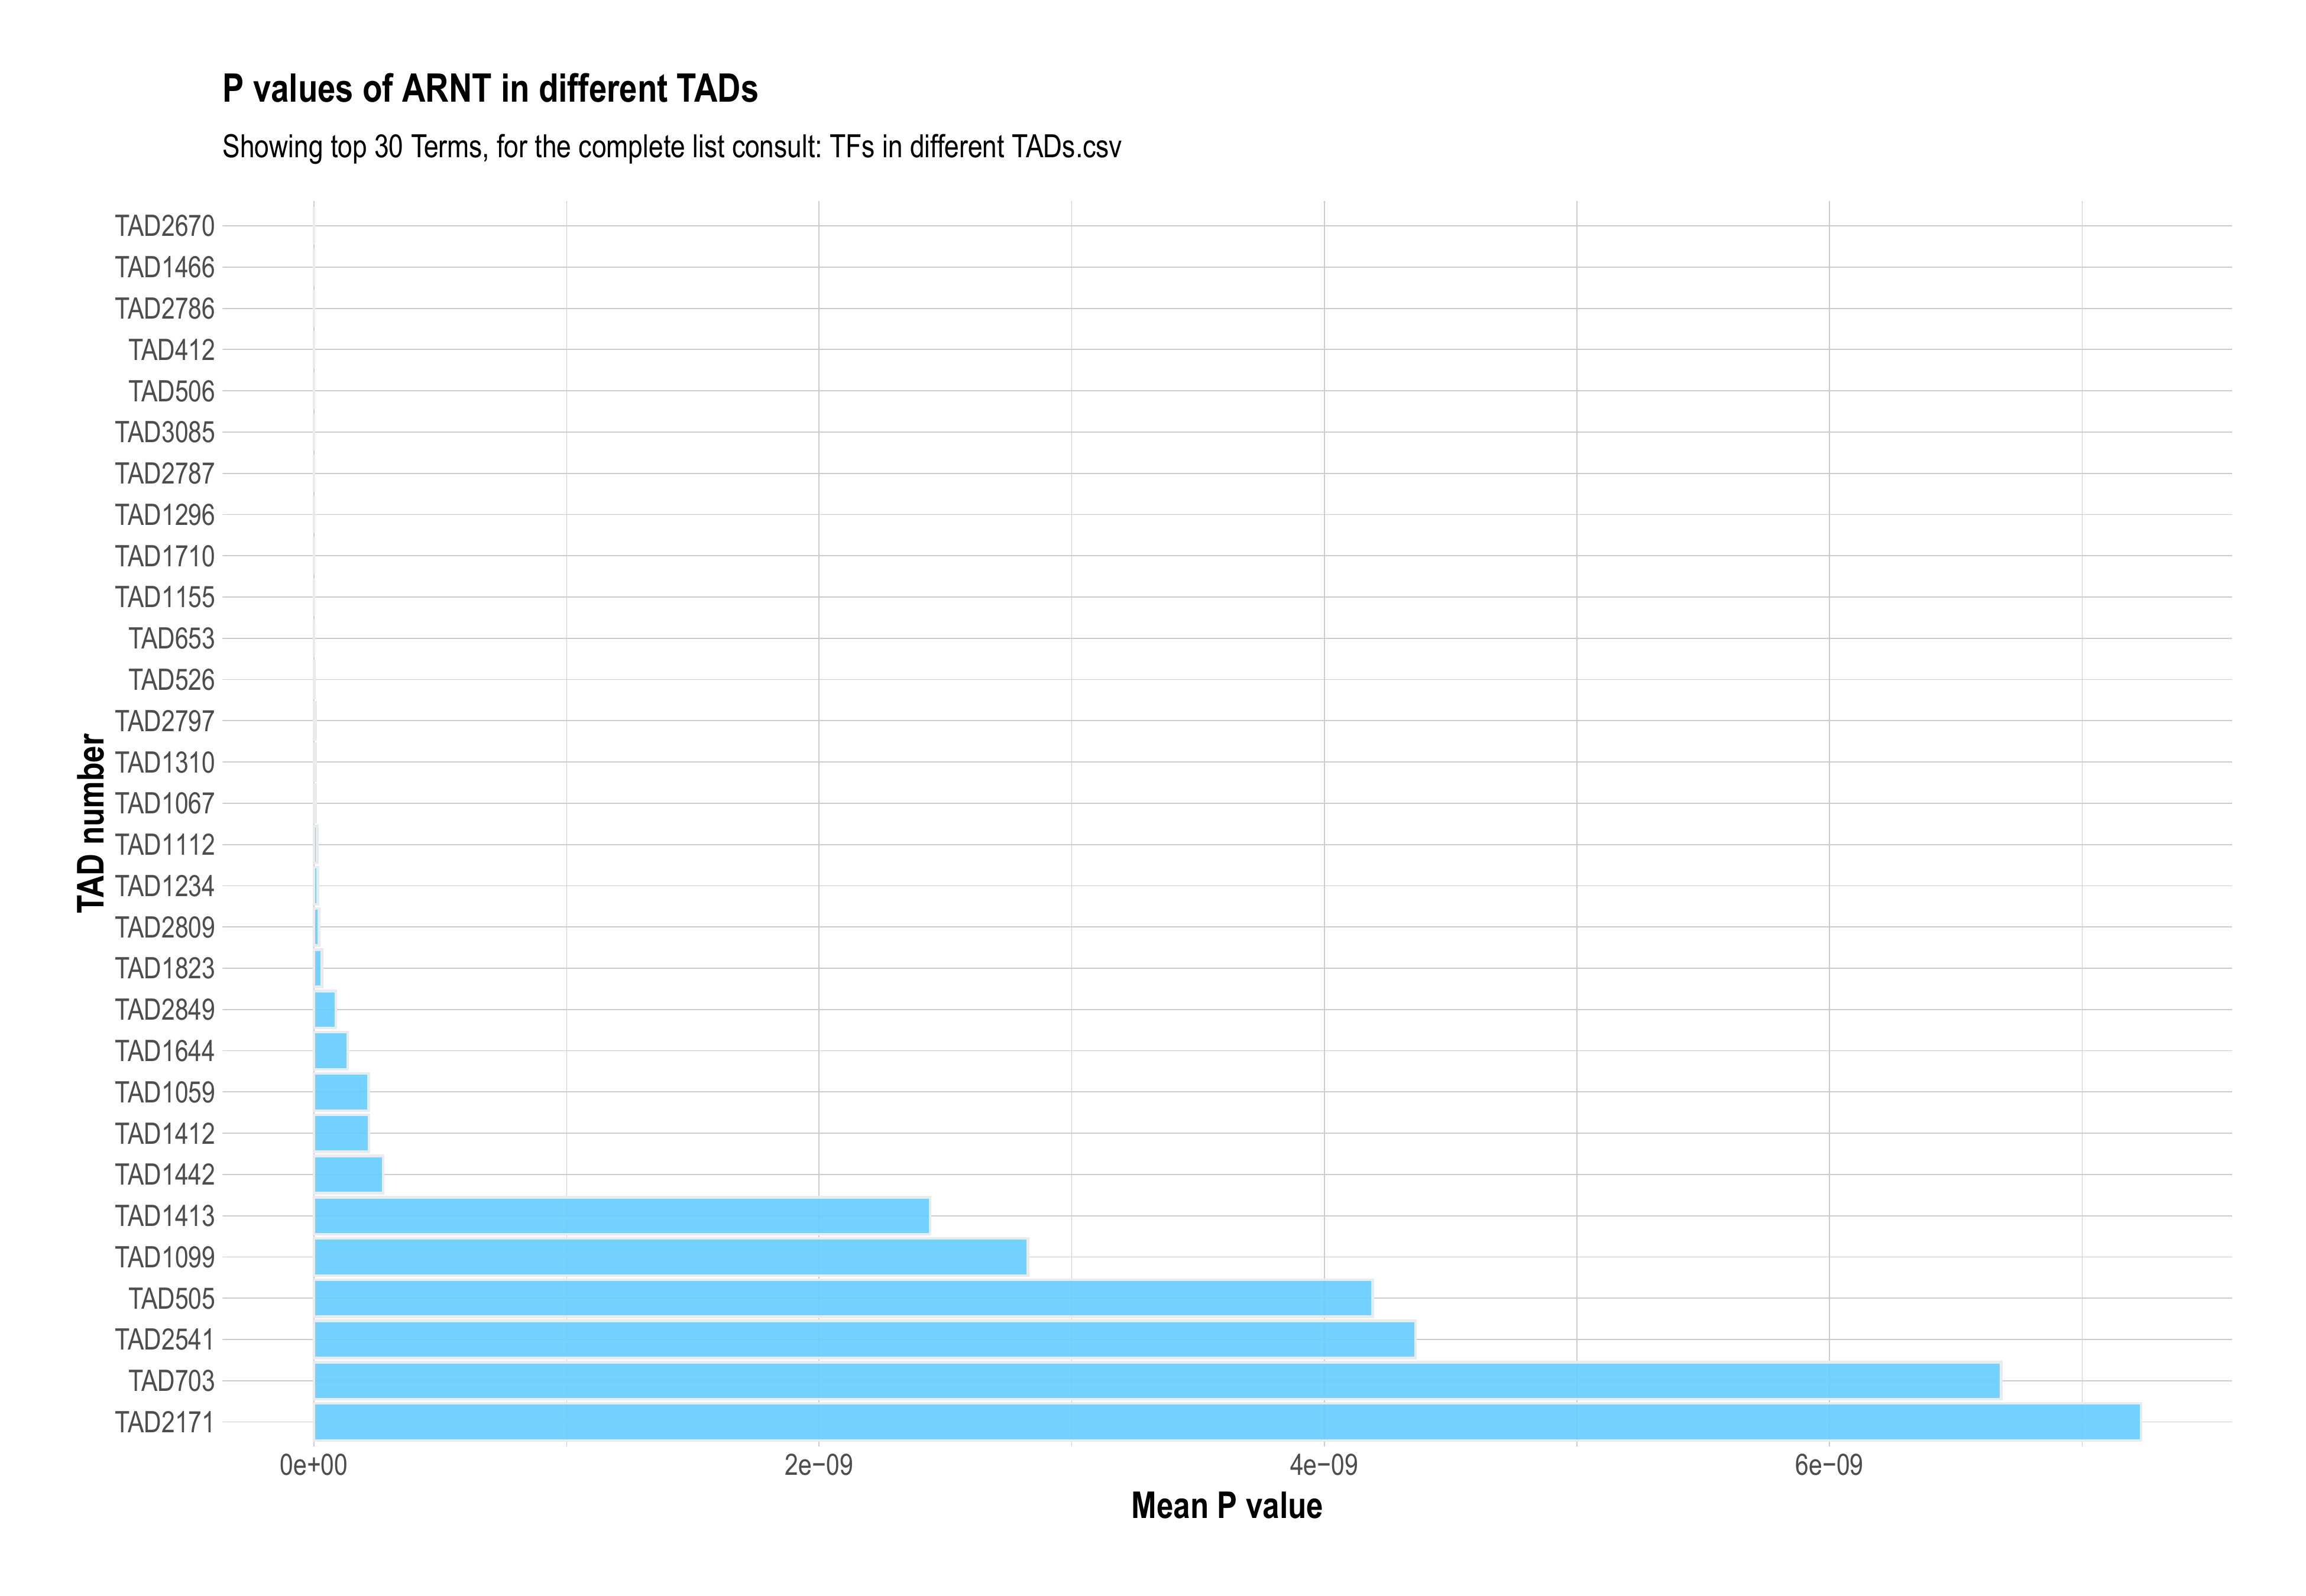 P values of ARNT in different TADs
Showing top 30 Terms, for the complete list consult: TFs in different TADs.csv
TAD number
TAD2670
TAD1466
TAD2786
TAD412
TAD506
TAD3085
TAD2787
TAD1296
TAD1710
TAD1155
TAD653
TAD526
TAD2797
TAD1310
TAD1067
TAD1112
TAD1234
TAD2809
TAD1823
TAD2849
TAD1644
TAD1059
TAD1412
TAD1442
TAD1413
TAD1099
TAD505
TAD2541
TAD703
TAD2171
0e+00 2e−09 4e−09 6e−09
Mean P value